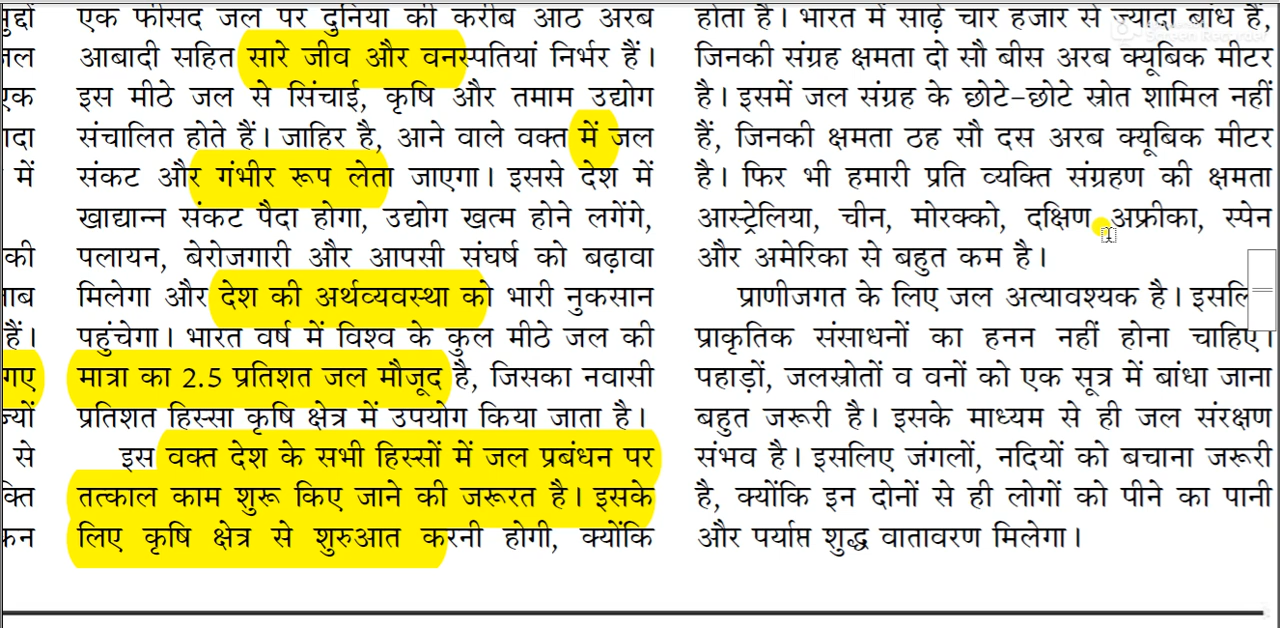 एक फीसद जल पर दुनिया की करीब आठ अरब
आबादी सहित सारे जीव और वनस्पतियां निर्भर हैं।
इस मीठे जल से सिंचाई, कृषि और तमाम उद्योग
संचालित होते हैं। जाहिर है, आने वाले वक्त में जल
संकट और गंभीर रूप लेता जाएगा। इससे देश में
खाद्यान्न संकट पैदा होगा, उद्योग खत्म होने लगेंगे,
पलायन, बेरोजगारी और आपसी संघर्ष को बढ़ावा
मिलेगा और देश की अर्थव्यवस्था को भारी नुकसान
पहुंचेगा। भारत वर्ष में विश्व के कुल मीठे जल की
मात्रा का 2.5 प्रतिशत जल मौजूद है, जिसका नवासी
प्रतिशत हिस्सा कृषि क्षेत्र में उपयोग किया जाता है।
इस वक्त देश के सभी हिस्सों में जल प्रबंधन पर
तत्काल काम शुरू किए जाने की जरूरत है। इसके
लिए कृषि क्षेत्र से शुरुआत करनी होगी, क्योंकि
होता है। भारत में साढ़े चार हजार से ज्यादा बांध हैं,
जिनकी संग्रह क्षमता दो सौ बीस अरब क्यूबिक मीटर
है। इसमें जल संग्रह के छोटे-छोटे स्रोत शामिल नहीं
हैं, जिनकी क्षमता छह सौ दस अरब क्यूबिक मीटर
है। फिर भी हमारी प्रति व्यक्ति संग्रहण की क्षमता
आस्ट्रेलिया, चीन, मोरक्को, दक्षिण अफ्रीका, स्पेन
और अमेरिका से बहुत कम है।
प्राणीजगत के लिए जल अत्यावश्यक है। इसलि
प्राकृतिक संसाधनों का हनन नहीं होना चाहिए।
पहाड़ों, जलस्रोतों व वनों को एक सूत्र में बांधा जाना
बहुत जरूरी है। इसके माध्यम से ही जल संरक्षण
संभव है। इसलिए जंगलों, नदियों को बचाना जरूरी
है, क्योंकि इन दोनों से ही लोगों को पीने का पानी
और पर्याप्त शुद्ध वातावरण मिलेगा।